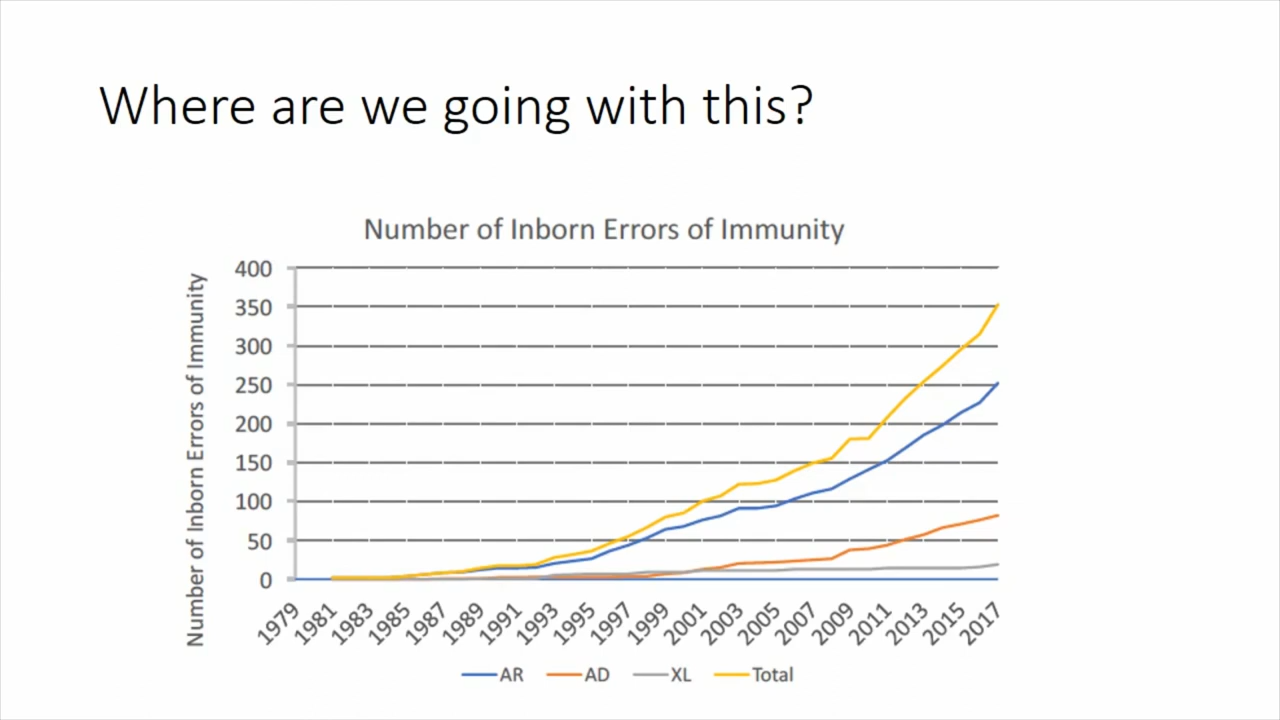 Where are we going with this?
Number of Inborn Errors of Immunity
Number of Inborn Errors of Immunity
400
350
300
250
200
150
100
50
0
1979 1981 1983 1985 1987 1989 1991 1993 1995 1997 1999 2001 2003 2005 2007 2009 2011 2013 2015 2017
AR AD XL Total